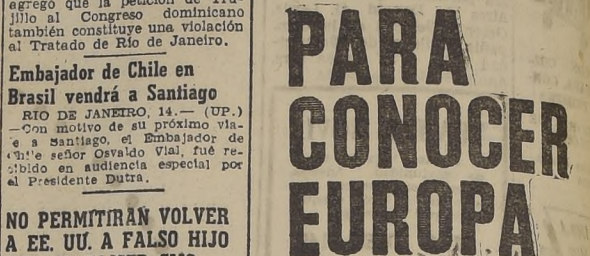 agregó que la petición de Tru-
jillo al Congreso dominicano
también constituye una violación
al Tratado de Río de Janeiro.
Embajador de Chile en
Brasil vendrá a Santiago
RIO DE JANEIRO, 14.— (UP.)
—Con motivo de su próximo via-
e a Santiago, el Embajador de
Chile señor Osvaldo Vial, fué re-
cibido en audiencia especial por
el Presidente Dutra.
NO PERMITIRAN VOLVER
A EE. UU. A FALSO HIJO
PARA
CONOCER
EUROPA